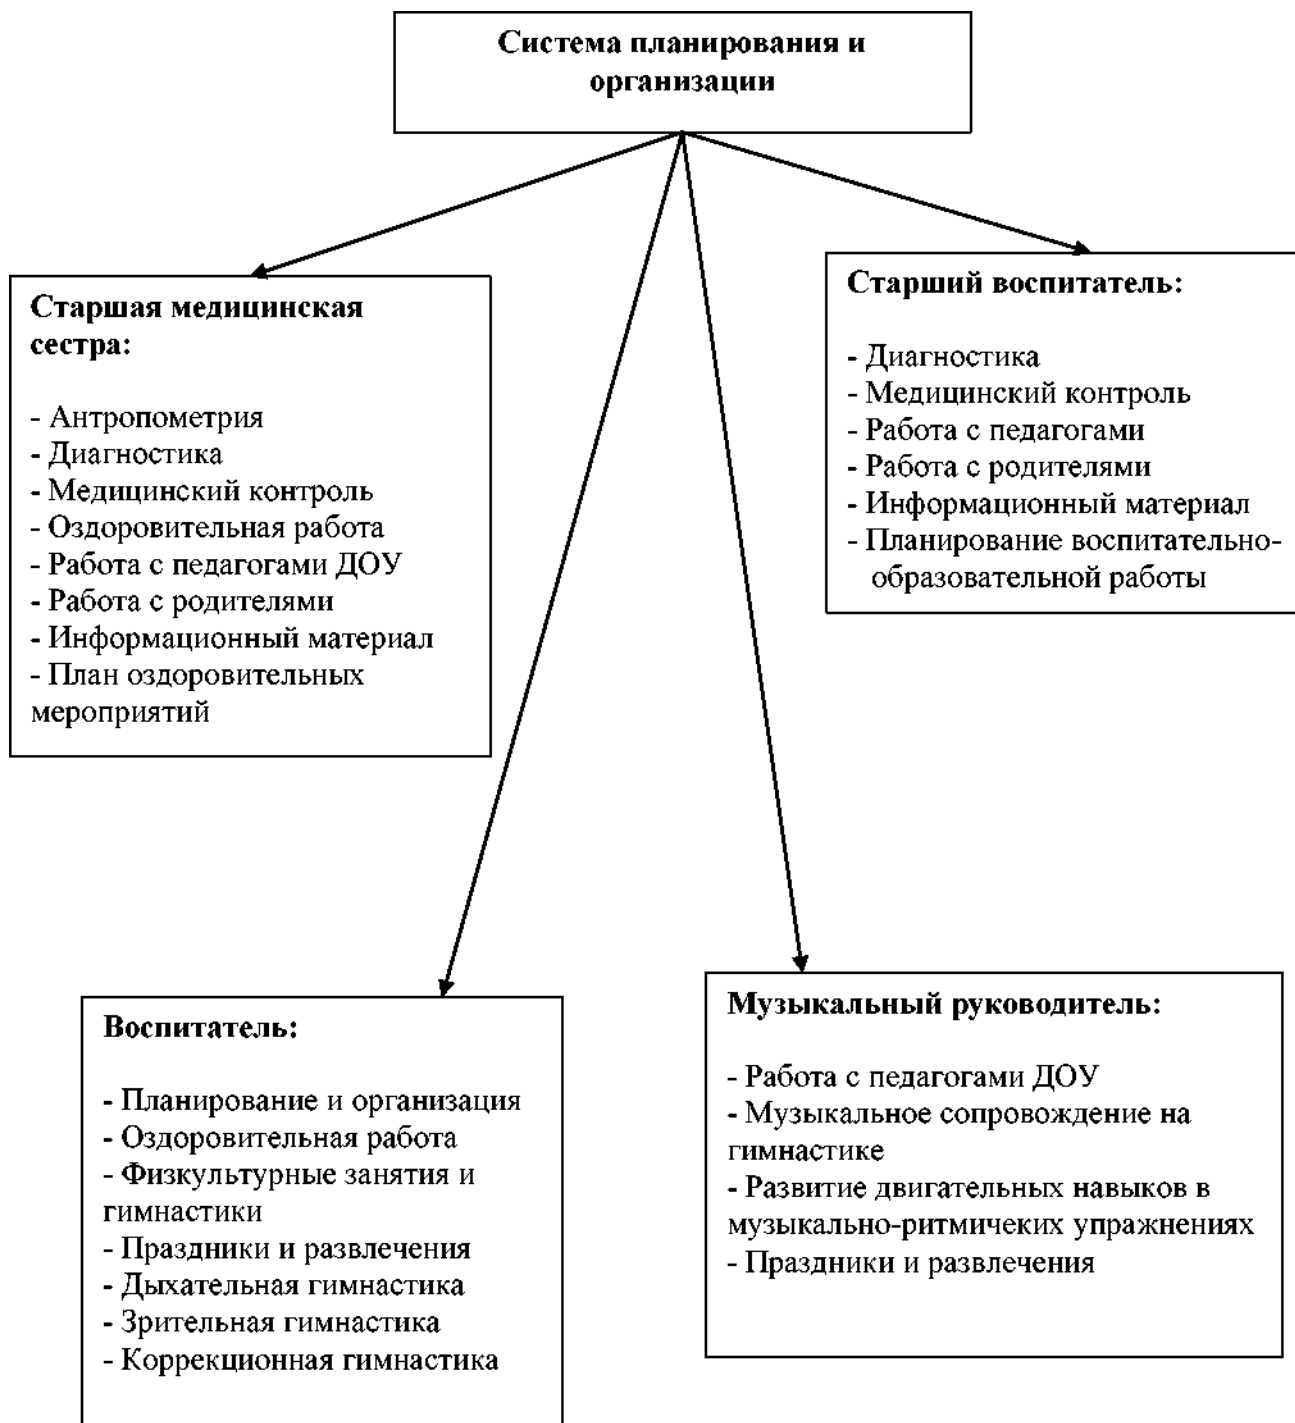 Система планирования и
организации
Старшая медицинская
сестра:
- Антропометрия
- Диагностика
- Медицинский контроль
- Оздоровительная работа
- Работа с педагогами ДОУ
- Работа с родителями
- Информационный материал
- План оздоровительных
мероприятий
Старший воспитатель:
- Диагностика
- Медицинский контроль
- Работа с педагогами
- Работа с родителями
- Информационный материал
- Планирование воспитательно-
образовательной работы
Воспитатель:
- Планирование и организация
- Оздоровительная работа
- Физкультурные занятия и
гимнастики
- Праздники и развлечения
- Дыхательная гимнастика
- Зрительная гимнастика
- Коррекционная гимнастика
Музыкальный руководитель:
- Работа с педагогами ДОУ
- Музыкальное сопровождение на
гимнастике
- Развитие двигательных навыков в
музыкально-ритмичеких упражнениях
- Праздники и развлечения